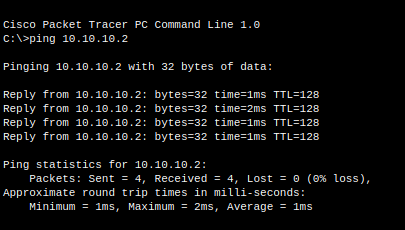 Cisco Packet Tracer PC Command Line 1.0
C:\>ping 10.10.10.2
Pinging 10.10.10.2 with 32 bytes of data:
Reply from 10.10.10.2: bytes=32 time=1ms TTL=128
Reply from 10.10.10.2: bytes=32 time=2ms TTL=128
Reply from 10.10.10.2: bytes=32 time=1ms TTL=128
Reply from 10.10.10.2: bytes=32 time=1ms TTL=128
Ping statistics for 10.10.10.2:
    Packets: Sent = 4, Received = 4, Lost = 0 (0% loss),
Approximate round trip times in milli-seconds:
    Minimum = 1ms, Maximum = 2ms, Average = 1ms